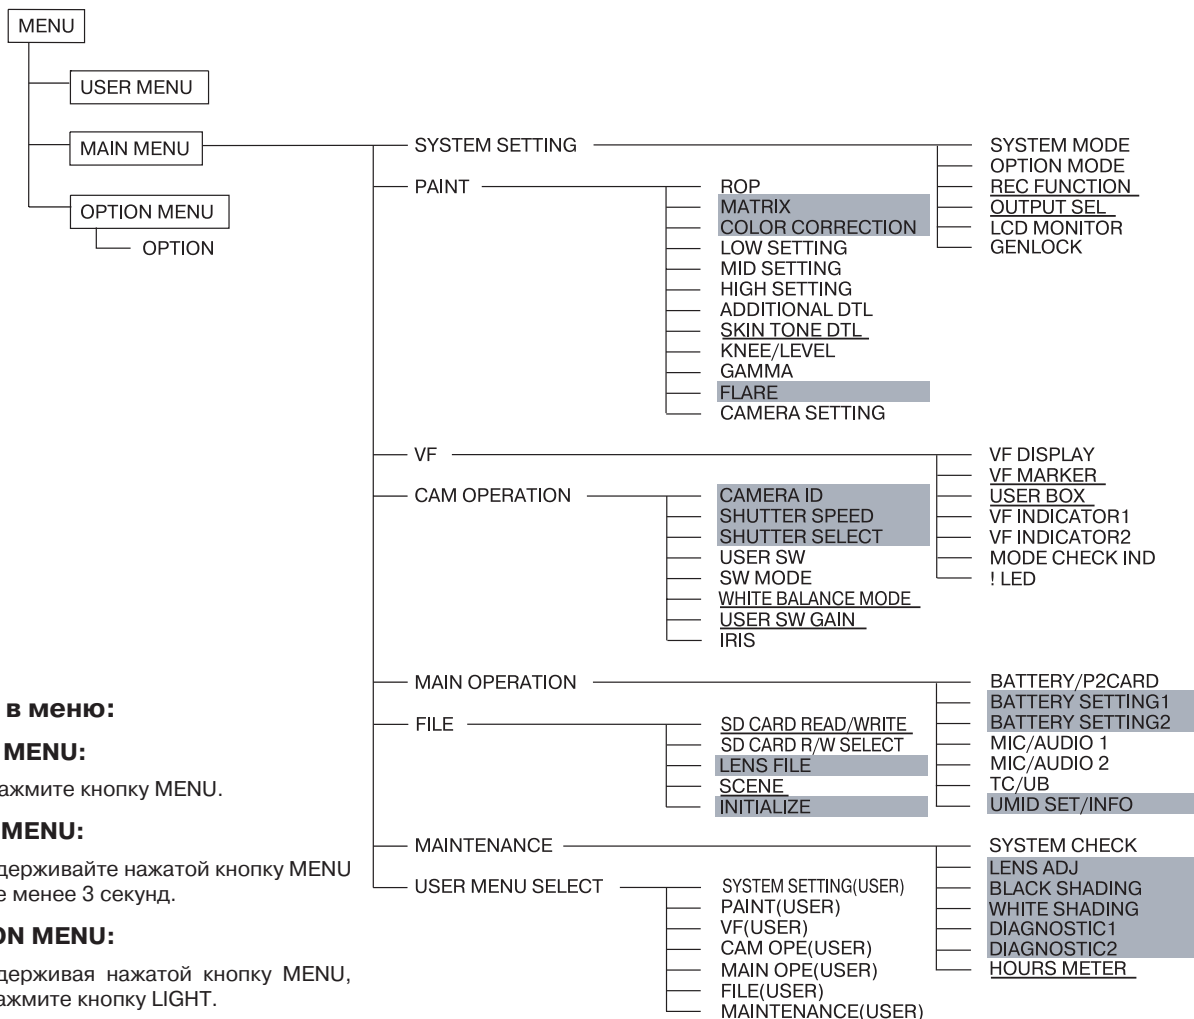 MENU
USER MENU
MAIN MENU
OPTION MENU
OPTION
SYSTEM SETTING
SYSTEM MODE
OPTION MODE
REC FUNCTION
OUTPUT SEL
LCD MONITOR
GENLOCK
PAINT
ROP
MATRIX
COLOR CORRECTION
LOW SETTING
MID SETTING
HIGH SETTING
ADDITIONAL DTL
SKIN TONE DTL
KNEE/LEVEL
GAMMA
FLARE
CAMERA SETTING
VF
VF DISPLAY
VF MARKER
USER BOX
VF INDICATOR1
VF INDICATOR2
MODE CHECK IND
! LED
CAM OPERATION
CAMERA ID
SHUTTER SPEED
SHUTTER SELECT
USER SW
SW MODE
WHITE BALANCE MODE
USER SW GAIN
IRIS
MAIN OPERATION
BATTERY/P2CARD
BATTERY SETTING1
BATTERY SETTING2
MIC/AUDIO 1
MIC/AUDIO 2
TC/UB
UMID SET/INFO
FILE
SD CARD READ/WRITE
SD CARD R/W SELECT
LENS FILE
SCENE
INITIALIZE
MAINTENANCE
SYSTEM CHECK
LENS ADJ
BLACK SHADING
WHITE SHADING
DIAGNOSTIC1
DIAGNOSTIC2
HOURS METER
USER MENU SELECT
SYSTEM SETTING(USER)
PAINT(USER)
VF(USER)
CAM OPE(USER)
MAIN OPE(USER)
FILE(USER)
MAINTENANCE(USER)
в меню:
MENU:
ажмите кнопку MENU.
MENU:
держивайте нажатой кнопку MENU
е менее 3 секунд.
ON MENU:
держивая нажатой кнопку MENU,
ажмите кнопку LIGHT.